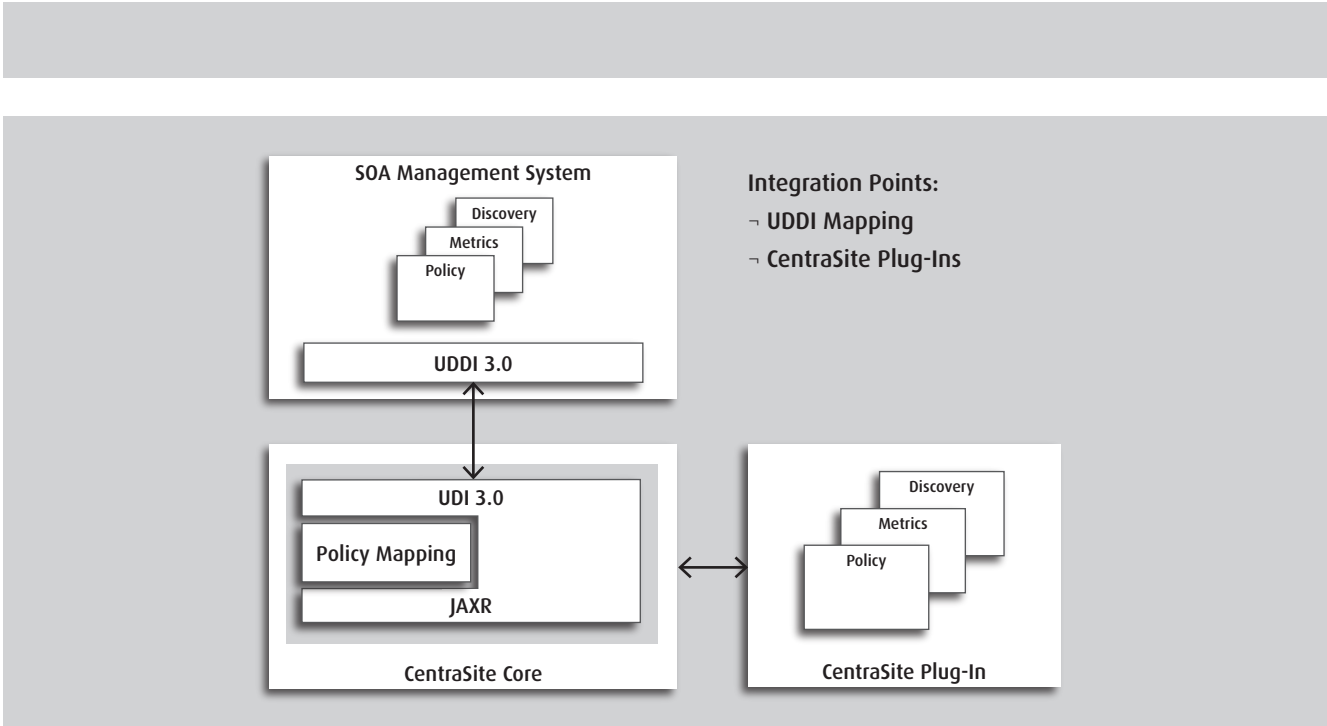 SOA Management System
Discovery
Metrics
Policy
UDDI 3.0
Integration Points:
¬ UDDI Mapping
¬ CentraSite Plug-Ins
UDI 3.0
Policy Mapping
JAXR
CentraSite Core
Discovery
Metrics
Policy
CentraSite Plug-In